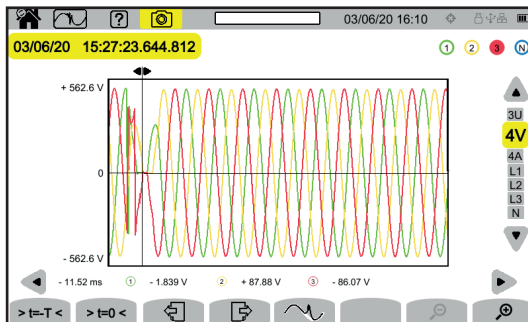 ? 03/06/20 16:10
03/06/20 15:27:23.644.812 1 2 3 N
+ 562.6 V
3U
4V
4A
L1
L2
L3
N
0
- 562.6 V
- 11.52 ms 1 - 1.839 V 2 + 87.88 V 3 - 86.07 V
> t=-T < > t=0 <